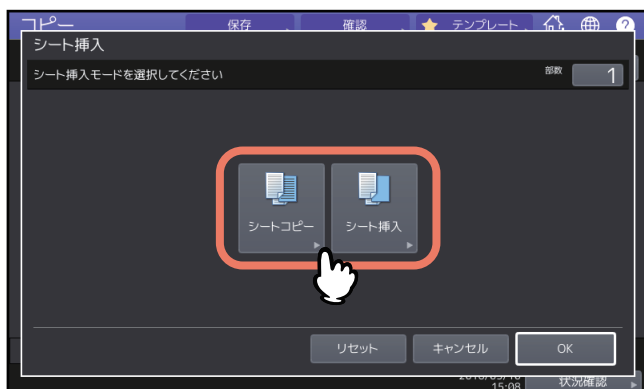 コピー 保存 確認 テンプレート ?
シート挿入
シート挿入モードを選択してください 部数 1
シートコピー シート挿入
リセット キャンセル OK
15:08 状況確認